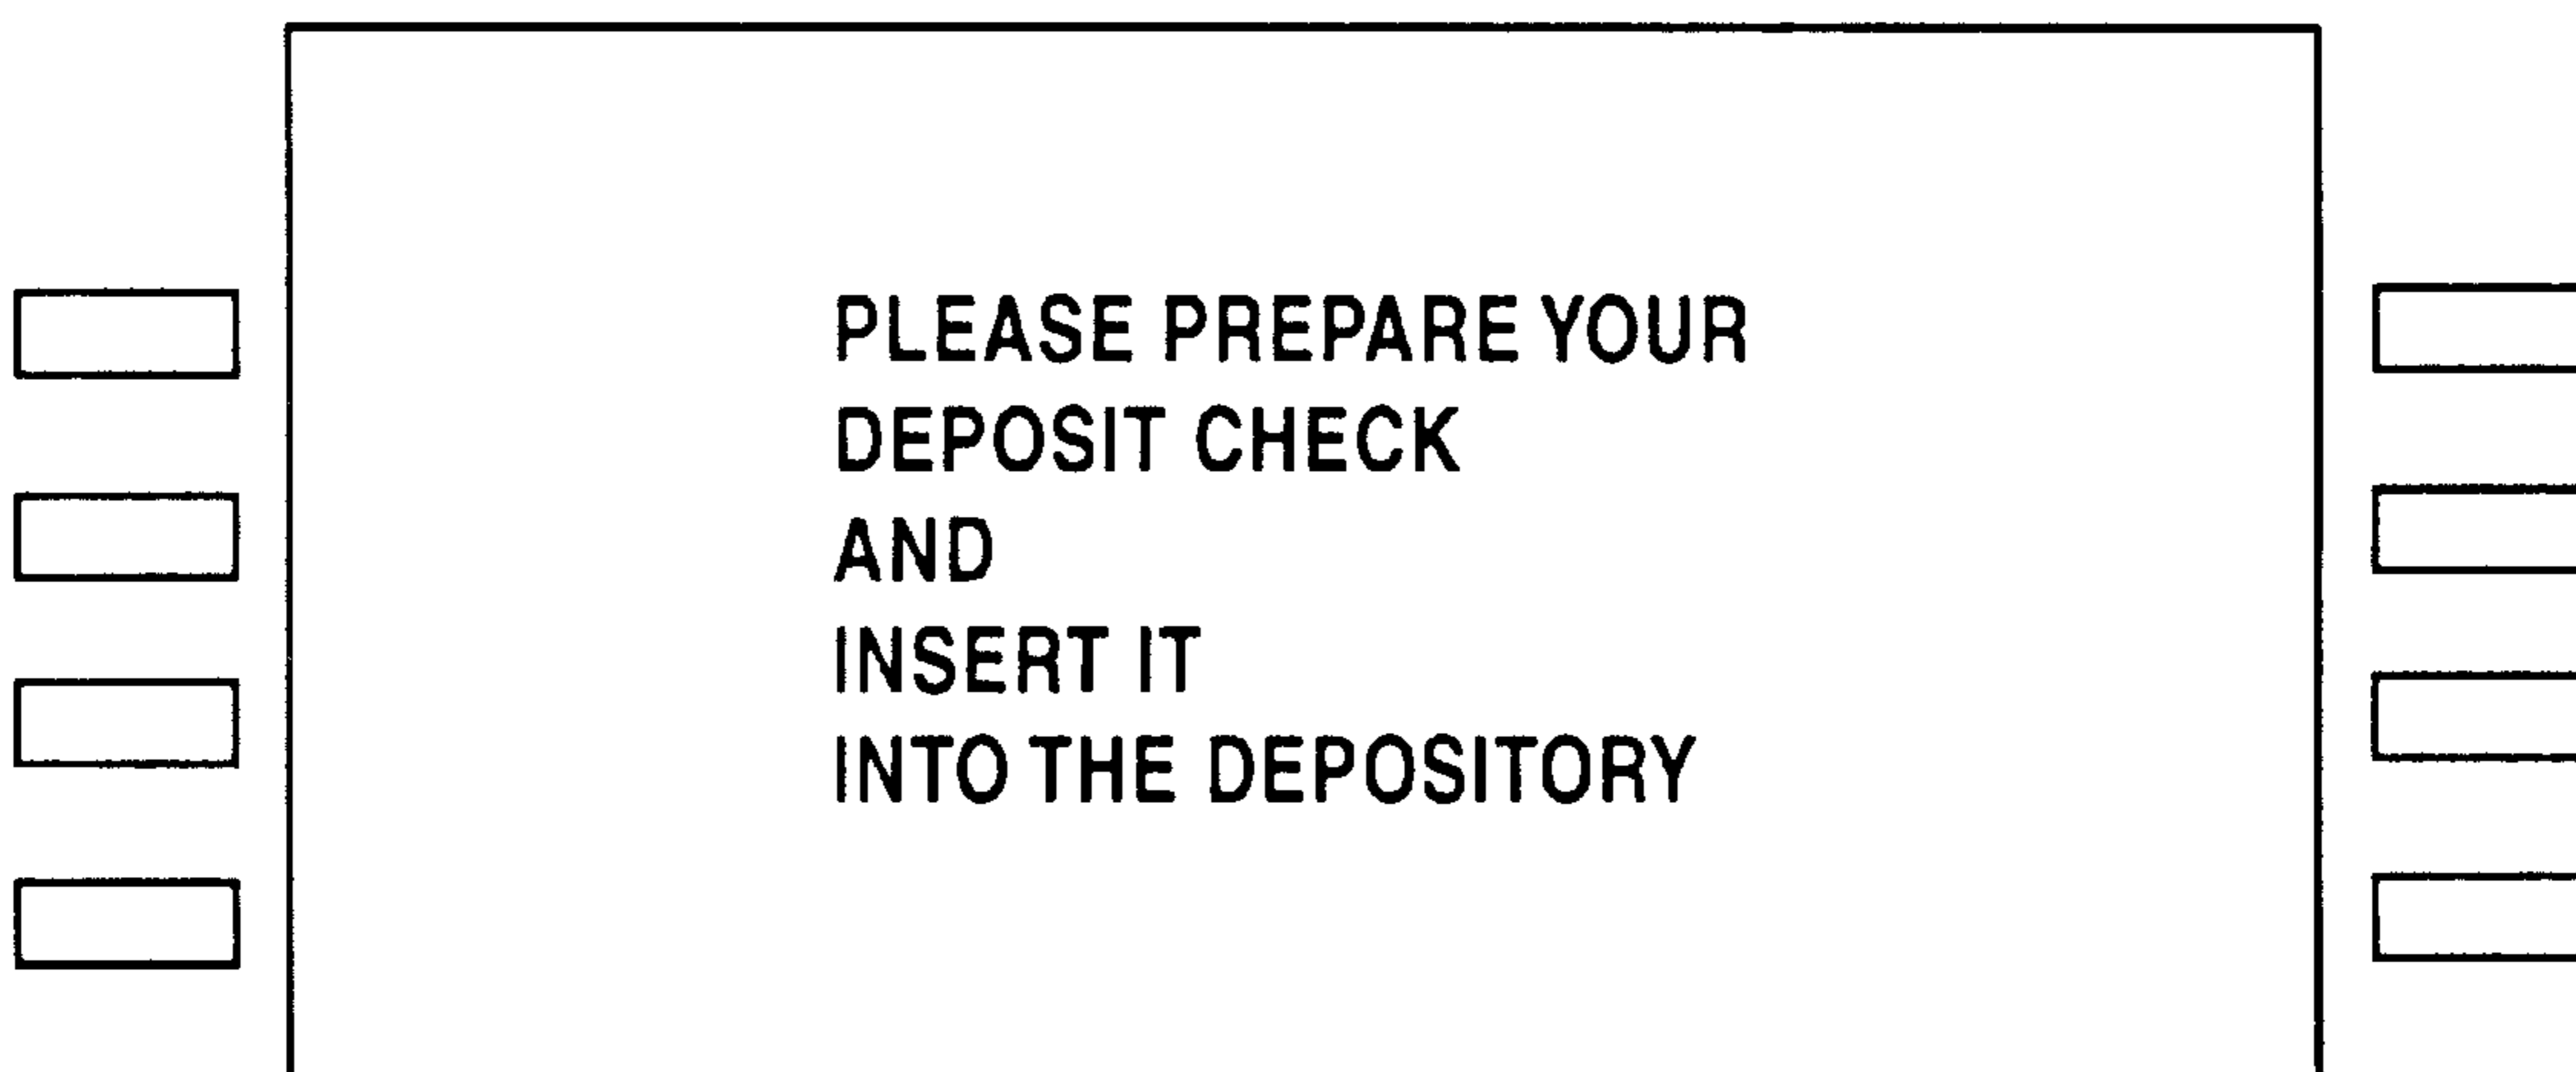 PLEASE PREPARE YOUR
DEPOSIT CHECK
AND
INSERT IT
INTO THE DEPOSITORY